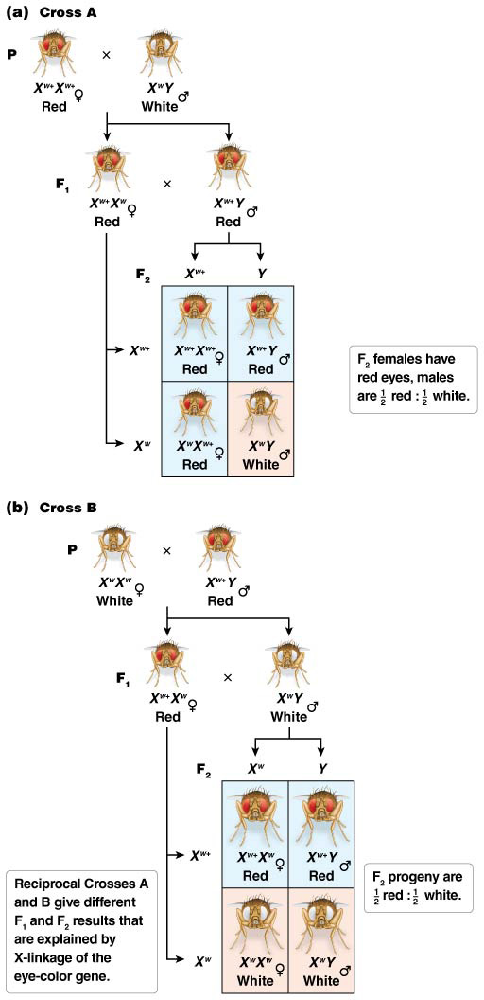 (a) Cross A
P
×
X^w+ X^w+ ♀
Red
X^w Y ♂
White
F₁
×
X^w+ X^w ♀
Red
X^w+ Y ♂
Red
F₂
X^w+
Y
X^w+
X^w+ X^w+ ♀
Red
X^w+ Y ♂
Red
X^w
X^w X^w+ ♀
Red
X^w Y ♂
White
F₂ females have
red eyes, males
are ½ red : ½ white.
(b) Cross B
P
×
X^w X^w ♀
White
X^w+ Y ♂
Red
F₁
×
X^w+ X^w ♀
Red
X^w Y ♂
White
F₂
X^w
Y
X^w+
X^w+ X^w ♀
Red
X^w+ Y ♂
Red
X^w
X^w X^w ♀
White
X^w Y ♂
White
F₂ progeny are
½ red : ½ white.
Reciprocal Crosses A
and B give different
F₁ and F₂ results that
are explained by
X-linkage of the
eye-color gene.